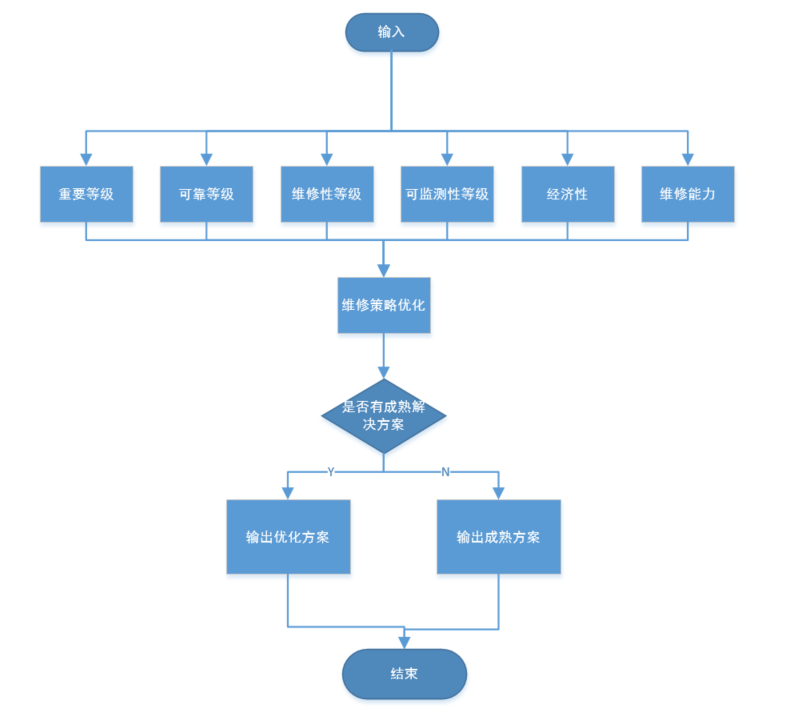 输入
重要等级
可靠等级
维修性等级
可监测性等级
经济性
维修能力
维修策略优化
是否有成熟解
决方案
Y
N
输出优化方案
输出成熟方案
结束